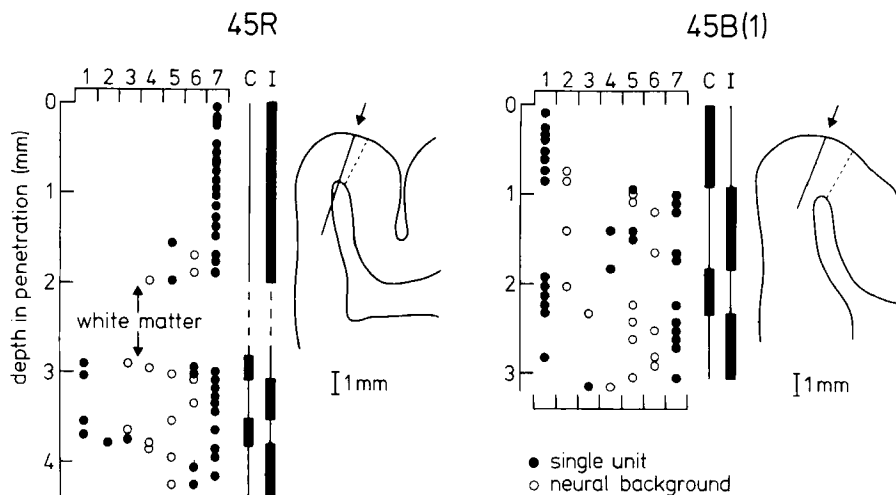 45R
1 2 3 4 5 6 7 C I
0
1
2
3
4
depth in penetration (mm)
white matter
1mm
45B(1)
1 2 3 4 5 6 7 C I
0
1
2
3
1mm
single unit
neural background